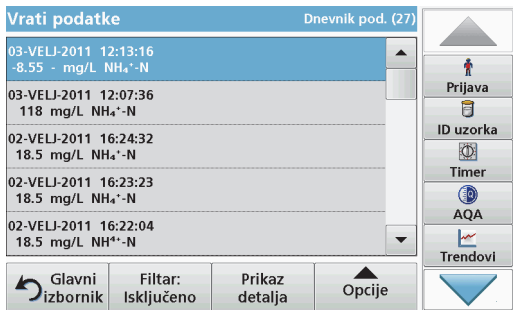 Vrati podatke
Dnevnik pod. (27)
03-VELJ-2011 12:13:16
-8.55 - mg/L NH₄⁺-N
03-VELJ-2011 12:07:36
118 mg/L NH₄⁺-N
02-VELJ-2011 16:24:32
18.5 mg/L NH₄⁺-N
02-VELJ-2011 16:23:23
18.5 mg/L NH₄⁺-N
02-VELJ-2011 16:22:04
18.5 mg/L NH⁴⁺-N
Prijava
ID uzorka
Timer
AQA
Trendovi
Glavni
izbornik
Filtar:
Isključeno
Prikaz
detalja
Opcije